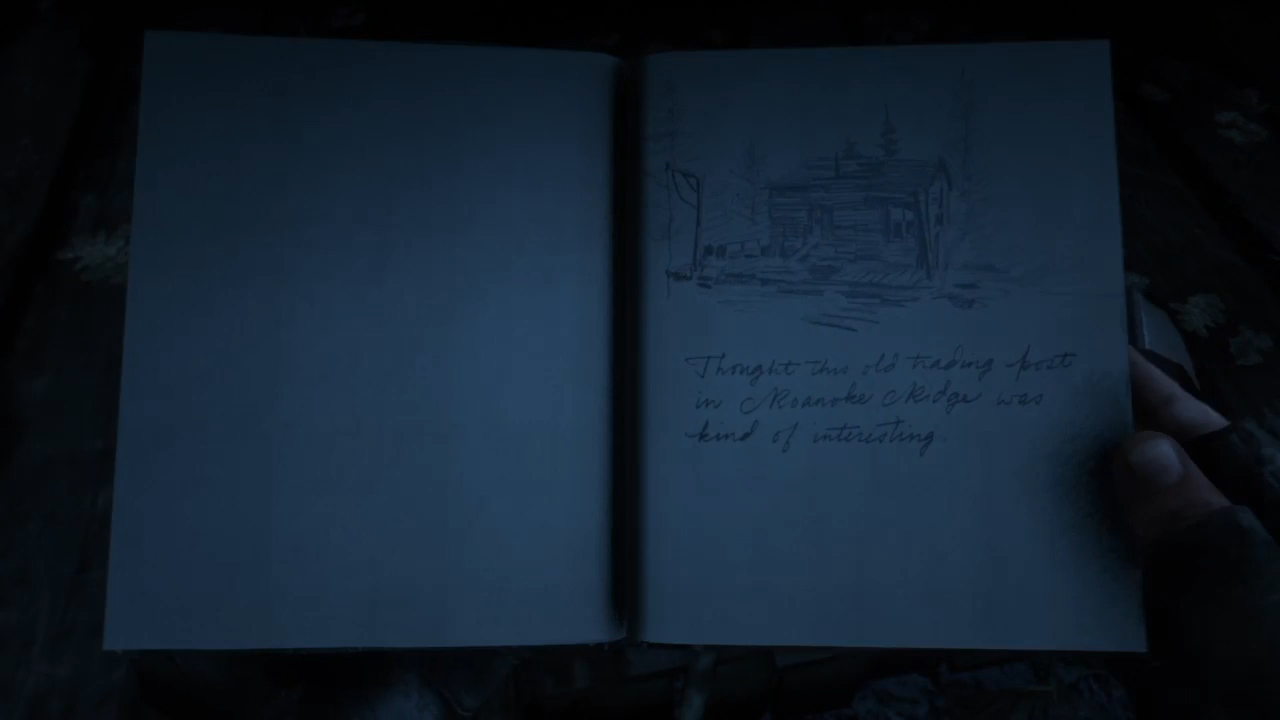 Thought this old trading post
in Roanoke Ridge was
kind of interesting.